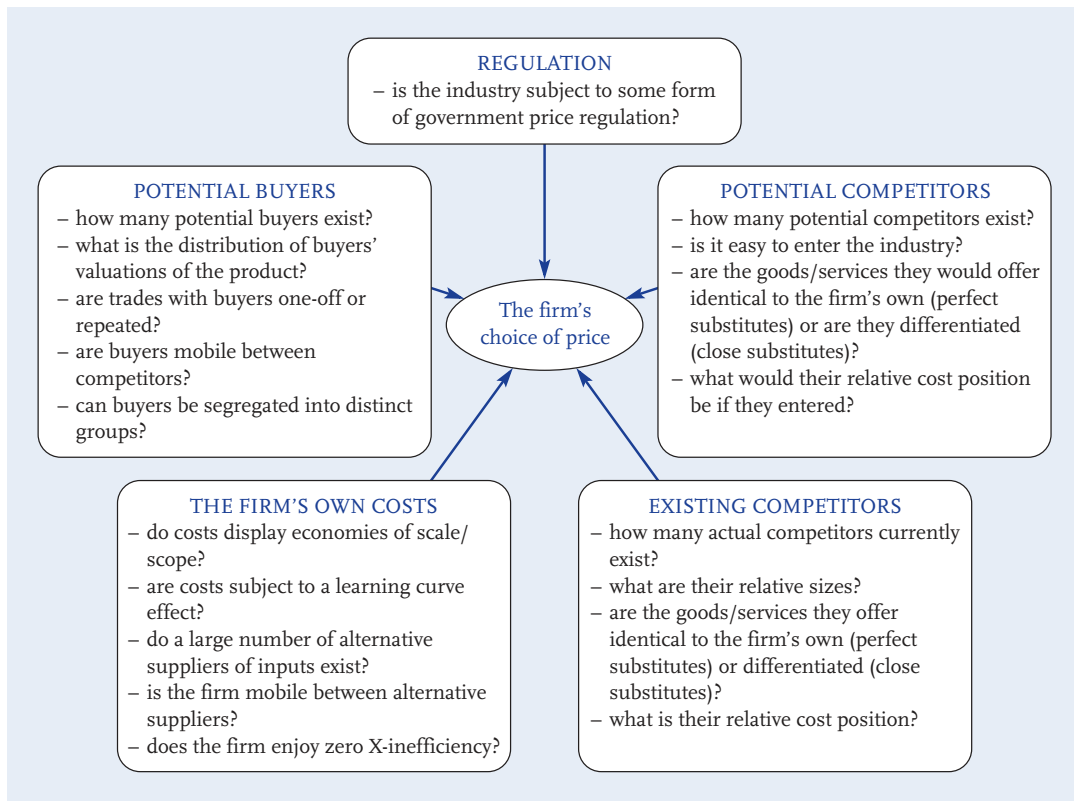 REGULATION
– is the industry subject to some form
of government price regulation?
POTENTIAL BUYERS
– how many potential buyers exist?
– what is the distribution of buyers’
valuations of the product?
– are trades with buyers one-off or
repeated?
– are buyers mobile between
competitors?
– can buyers be segregated into distinct
groups?
POTENTIAL COMPETITORS
– how many potential competitors exist?
– is it easy to enter the industry?
– are the goods/services they would offer
identical to the firm’s own (perfect
substitutes) or are they differentiated
(close substitutes)?
– what would their relative cost position
be if they entered?
The firm’s
choice of price
THE FIRM’S OWN COSTS
– do costs display economies of scale/
scope?
– are costs subject to a learning curve
effect?
– do a large number of alternative
suppliers of inputs exist?
– is the firm mobile between alternative
suppliers?
– does the firm enjoy zero X-inefficiency?
EXISTING COMPETITORS
– how many actual competitors currently
exist?
– what are their relative sizes?
– are the goods/services they offer
identical to the firm’s own (perfect
substitutes) or differentiated (close
substitutes)?
– what is their relative cost position?